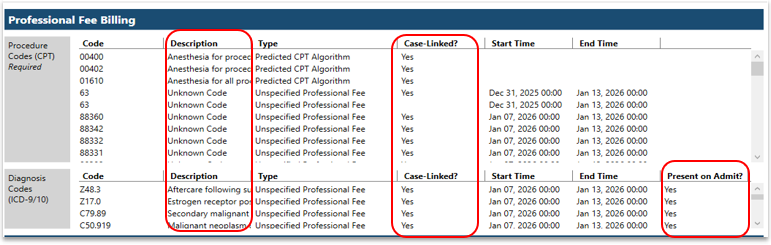 Professional Fee Billing
Procedure Codes (CPT) Required
Code Description Type Case-Linked? Start Time End Time
00400 Anesthesia for proced Predicted CPT Algorithm Yes
00402 Anesthesia for proced Predicted CPT Algorithm Yes
01610 Anesthesia for all proc Predicted CPT Algorithm Yes
63 Unknown Code Unspecified Professional Fee Yes Dec 31, 2025 00:00 Jan 13, 2026 00:00
63 Unknown Code Unspecified Professional Fee Dec 31, 2025 00:00 Jan 13, 2026 00:00
88360 Unknown Code Unspecified Professional Fee Yes Jan 07, 2026 00:00 Jan 13, 2026 00:00
88342 Unknown Code Unspecified Professional Fee Yes Jan 07, 2026 00:00 Jan 13, 2026 00:00
88332 Unknown Code Unspecified Professional Fee Yes Jan 07, 2026 00:00 Jan 13, 2026 00:00
88331 Unknown Code Unspecified Professional Fee Yes Jan 07, 2026 00:00 Jan 13, 2026 00:00
Diagnosis Codes (ICD-9/10)
Code Description Type Case-Linked? Start Time End Time Present on Admit?
Z48.3 Aftercare following su Unspecified Professional Fee Yes Jan 07, 2026 00:00 Jan 13, 2026 00:00 Yes
Z17.0 Estrogen receptor pos Unspecified Professional Fee Yes Jan 07, 2026 00:00 Jan 13, 2026 00:00 Yes
C79.89 Secondary malignant Unspecified Professional Fee Yes Jan 07, 2026 00:00 Jan 13, 2026 00:00 Yes
C50.919 Malignant neoplasm Unspecified Professional Fee Yes Jan 07, 2026 00:00 Jan 13, 2026 00:00 Yes